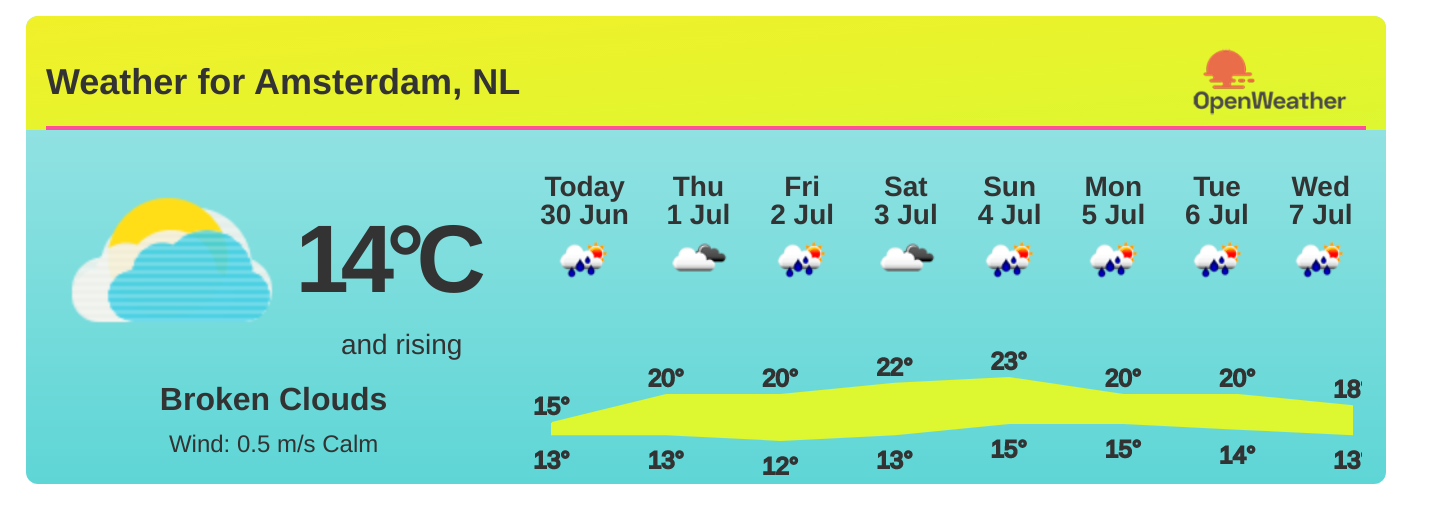 Weather for Amsterdam, NL
OpenWeather
Today Thu Fri Sat Sun Mon Tue Wed
30 Jun 1 Jul 2 Jul 3 Jul 4 Jul 5 Jul 6 Jul 7 Jul
14°C
and rising
Broken Clouds
Wind: 0.5 m/s Calm
15° 20° 20° 22° 23° 20° 20° 18°
13° 13° 12° 13° 15° 15° 14° 13°